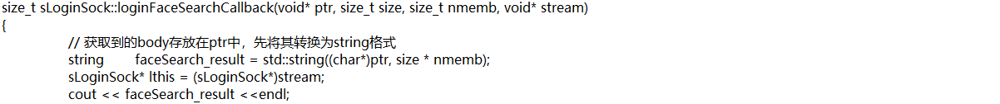 size_t sLoginSock::loginFaceSearchCallback(void* ptr, size_t size, size_t nmemb, void* stream)
{
// 获取到的body存放在ptr中，先将其转换为string格式
string faceSearch_result = std::string((char*)ptr, size * nmemb);
sLoginSock* lthis = (sLoginSock*)stream;
cout << faceSearch_result <<endl;